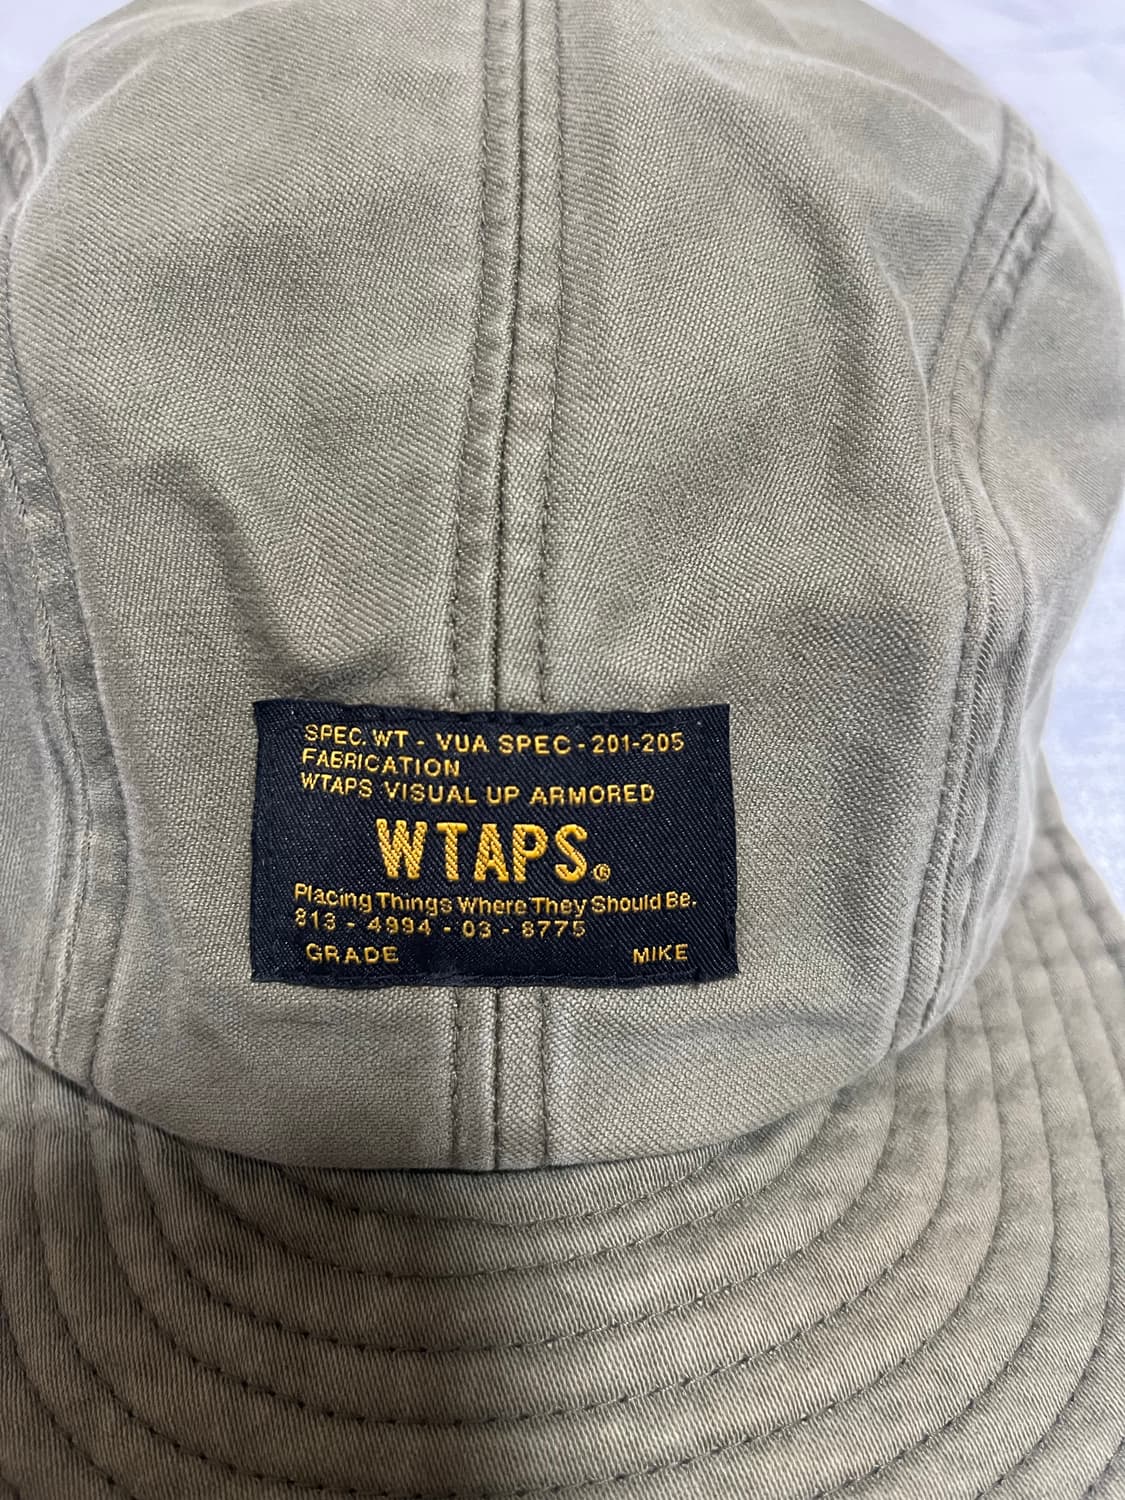 SPEC. WT - VUA SPEC - 201-205
FABRICATION
WTAPS VISUAL UP ARMORED
WTAPS®
Placing Things Where They Should Be.
813 - 4994 - 03 - 8775
GRADE MIKE